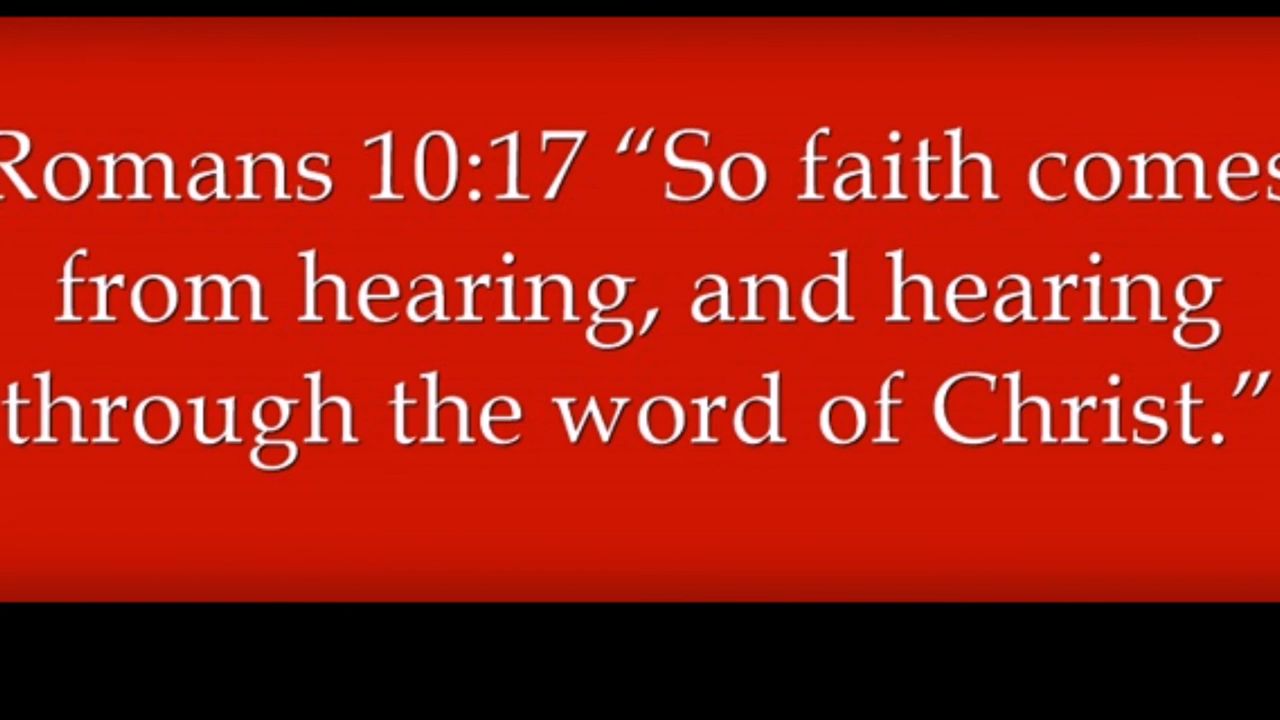 Romans 10:17 “So faith comes
from hearing, and hearing
through the word of Christ.”